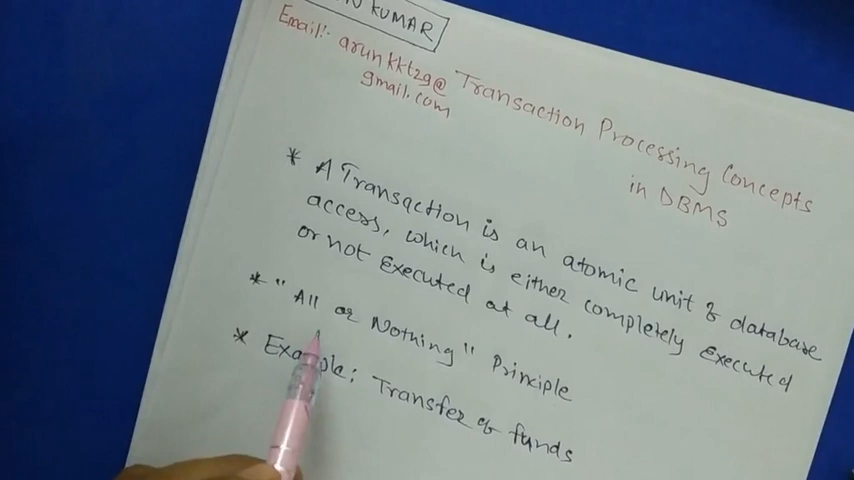 KUMAR
Email:- arunkktzg@
gmail.com
Transaction Processing Concepts
in DBMS
* A Transaction is an atomic unit of database
access, which is either completely executed
or not executed at all.
* "All or Nothing" Principle
* Example: Transfer of funds